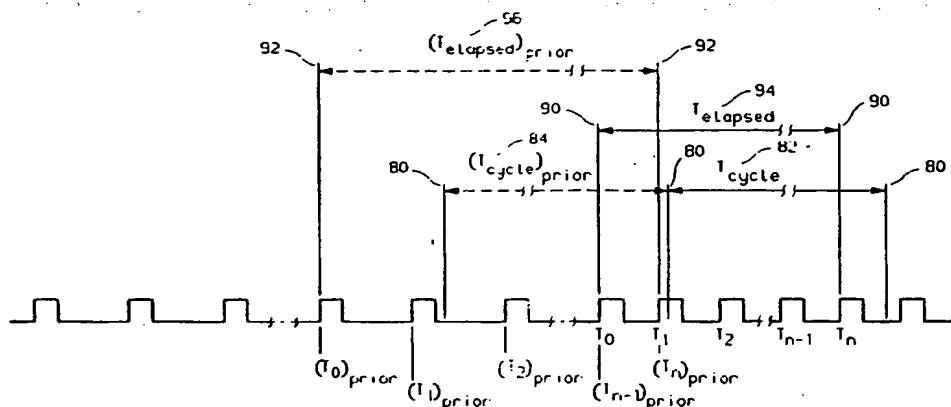 96
92 (T_elapsed)_prior 92
94
90 T_elapsed 90
84 82
80 (T_cycle)_prior 80 T_cycle 80
T_0 T_1 T_2 T_n-1 T_n
(T_0)_prior (T_2)_prior (T_n)_prior
(T_1)_prior (T_n-1)_prior